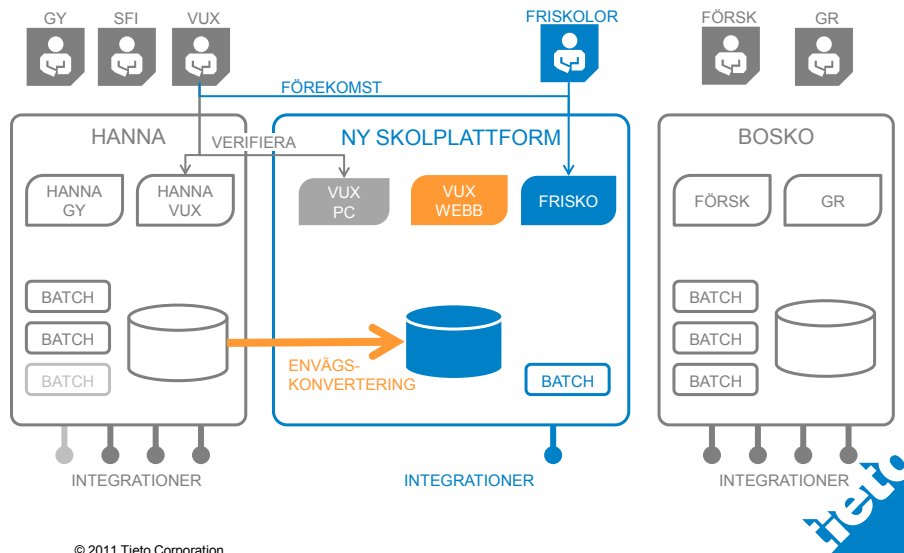 GY
SFI
VUX
FRISKOLOR
FÖRSK
GR
FÖREKOMST
HANNA
VERIFIERA
NY SKOLPLATTFORM
BOSKO
HANNA
GY
HANNA
VUX
VUX
PC
VUX
WEBB
FRISKO
FÖRSK
GR
BATCH
BATCH
BATCH
ENVÄGS-
KONVERTERING
BATCH
BATCH
BATCH
BATCH
INTEGRATIONER
INTEGRATIONER
INTEGRATIONER
tieto
© 2011 Tieto Corporation